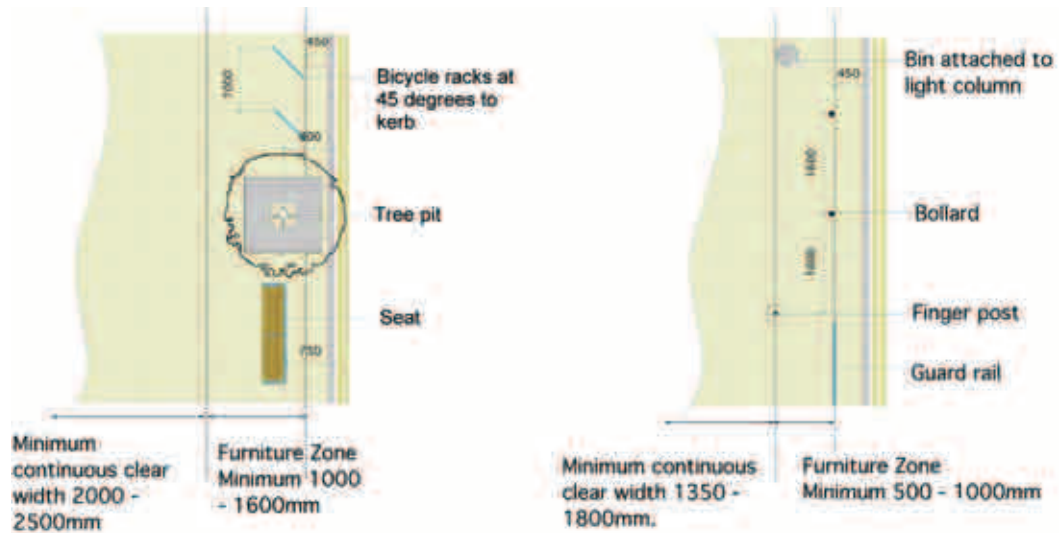 450
Bicycle racks at
45 degrees to
kerb
1000
600
Tree pit
Seat
750
Minimum
continuous clear
width 2000 -
2500mm
Furniture Zone
Minimum 1000
- 1600mm
Bin attached to
light column
450
1600
Bollard
1600
Finger post
Guard rail
Minimum continuous
clear width 1350 -
1800mm.
Furniture Zone
Minimum 500 - 1000mm